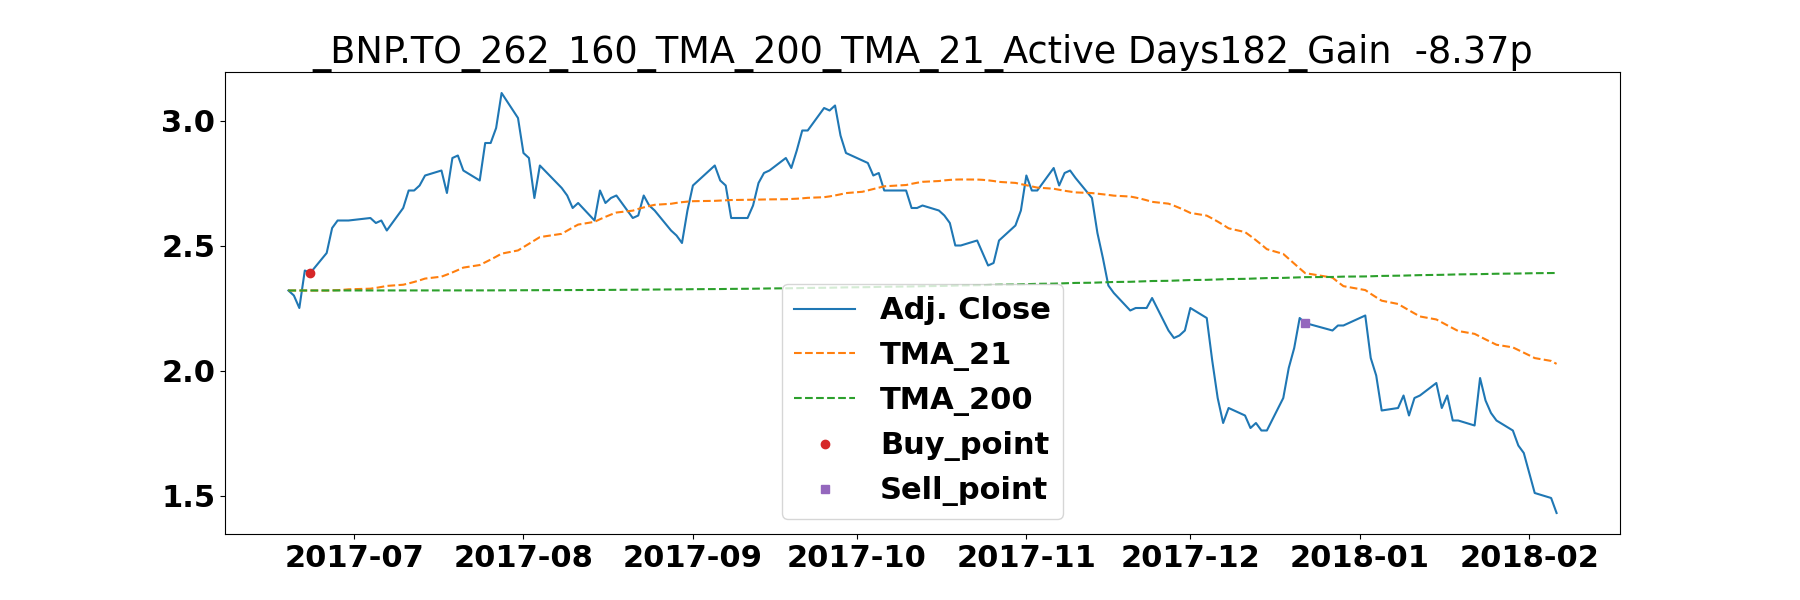 _BNP.TO_262_160_TMA_200_TMA_21_Active Days182_Gain  -8.37p
3.0
2.5
2.0
1.5
Adj. Close
TMA_21
TMA_200
Buy_point
Sell_point
2017-07 2017-08 2017-09 2017-10 2017-11 2017-12 2018-01 2018-02